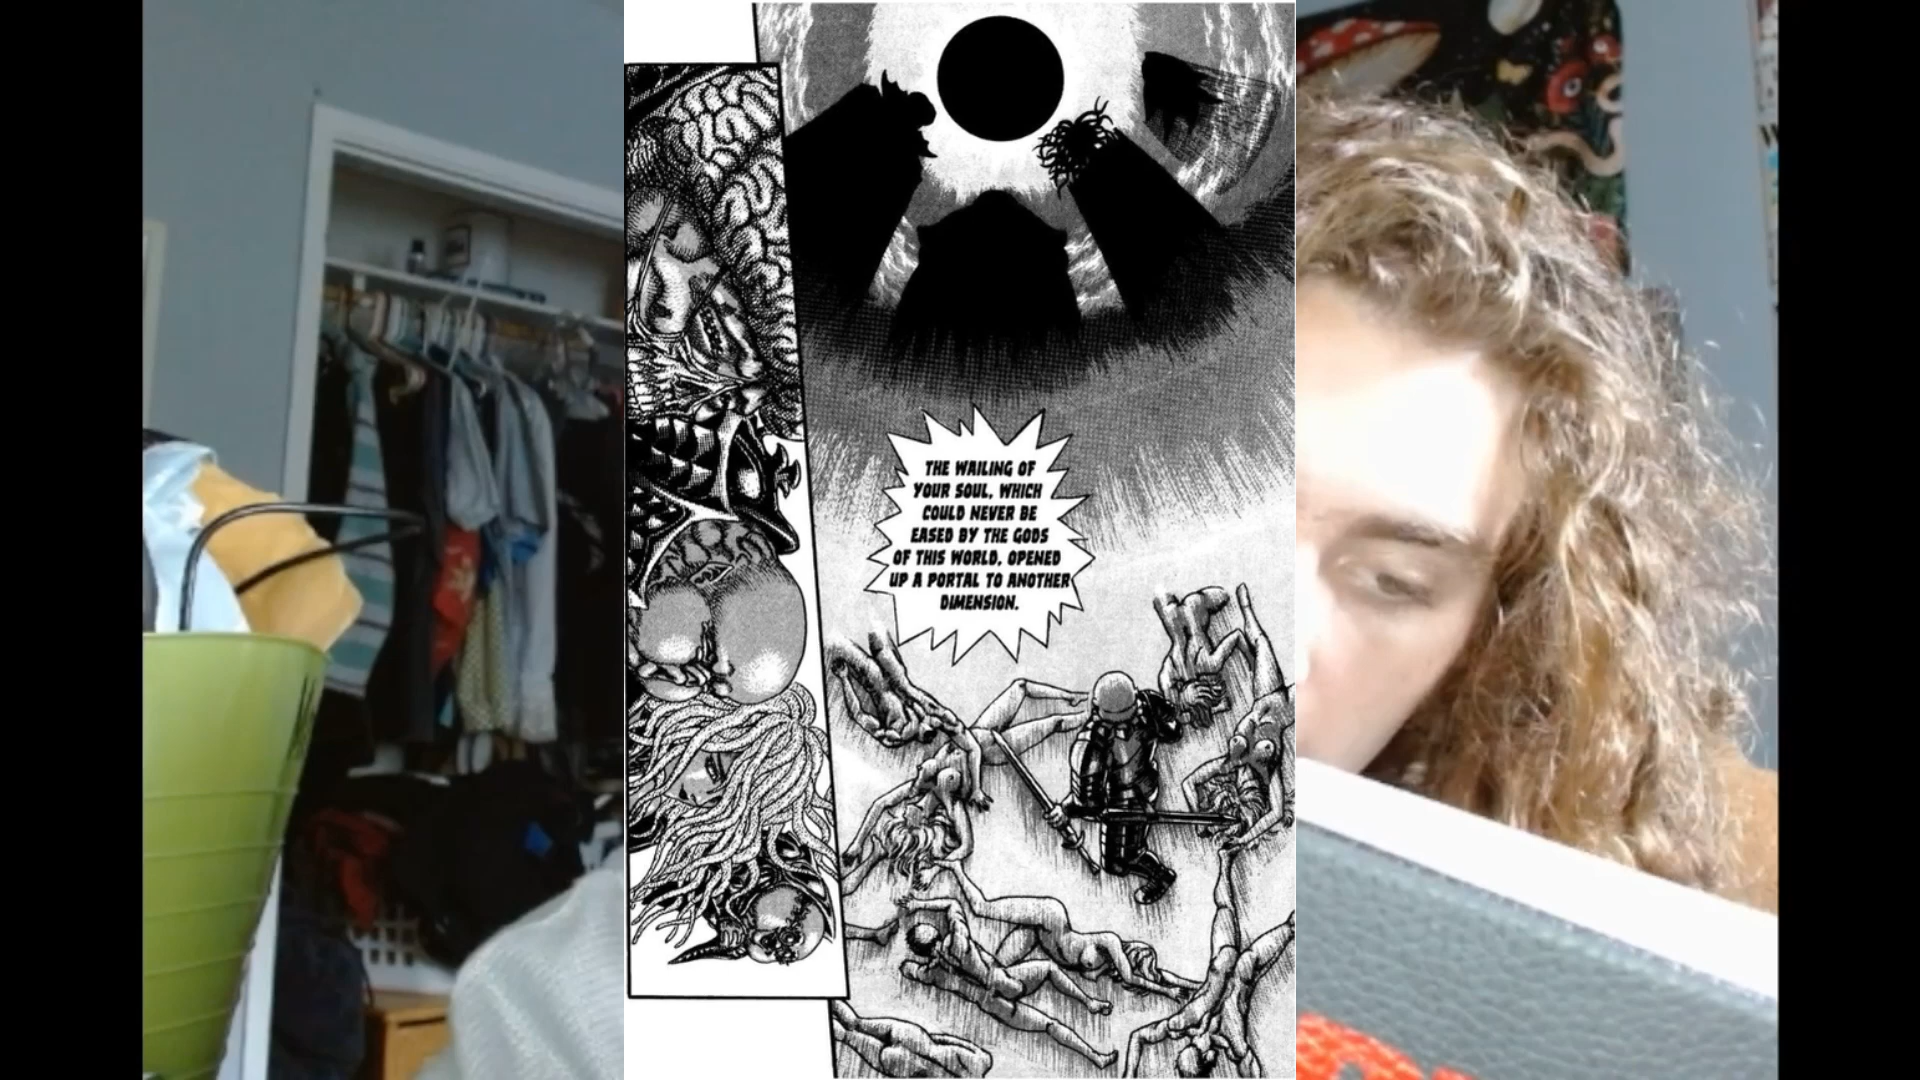 THE WAILING OF
YOUR SOUL, WHICH
COULD NEVER BE
EASED BY THE GODS
OF THIS WORLD, OPENED
UP A PORTAL TO ANOTHER
DIMENSION.